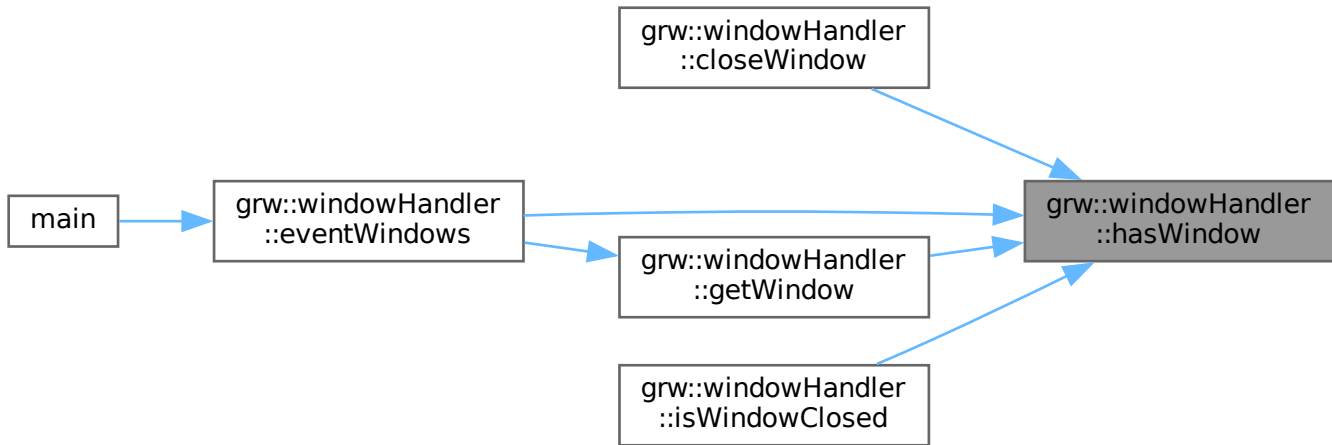 grw::windowHandler
::closeWindow
main
grw::windowHandler
::eventWindows
grw::windowHandler
::hasWindow
grw::windowHandler
::getWindow
grw::windowHandler
::isWindowClosed